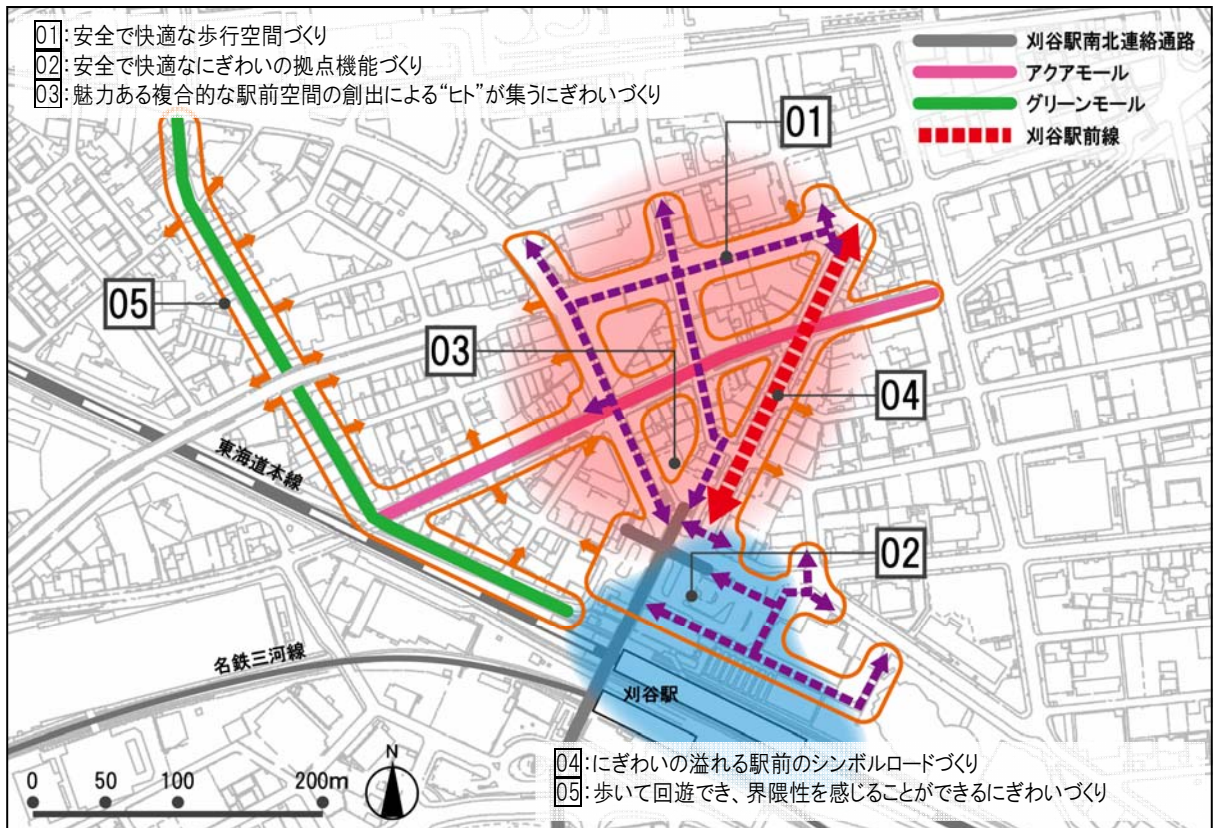 01:安全で快適な歩行空間づくり
02:安全で快適なにぎわいの拠点機能づくり
03:魅力ある複合的な駅前空間の創出による“ヒト”が集うにぎわいづくり
刈谷駅南北連絡通路
アクアモール
グリーンモール
刈谷駅前線
01
05
03
04
東海道本線
02
名鉄三河線
刈谷駅
0 50 100 200m
N
04:にぎわいの溢れる駅前のシンボルロードづくり
05:歩いて回遊でき、界隈性を感じることができるにぎわいづくり